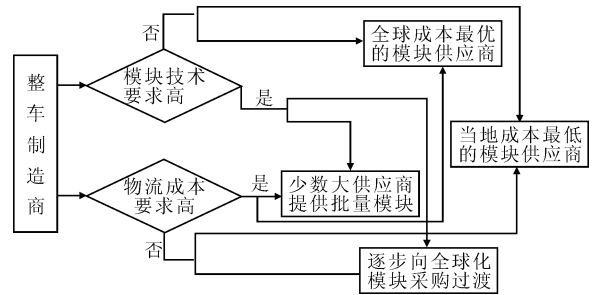 整车制造商
否
模块技术
要求高
是
物流成本
要求高
是
否
全球成本最优
的模块供应商
当地成本最低
的模块供应商
少数大供应商
提供批量模块
逐步向全球化
模块采购过渡